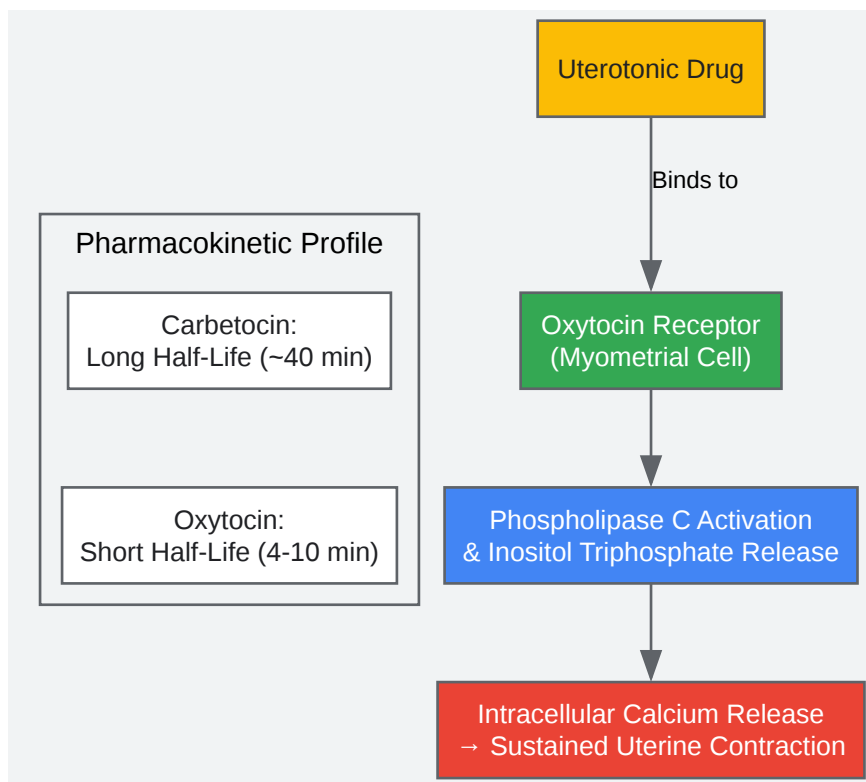 Uterotonic Drug
Binds to
Pharmacokinetic Profile
Carbetocin:
Long Half-Life (~40 min)
Oxytocin:
Short Half-Life (4-10 min)
Oxytocin Receptor
(Myometrial Cell)
Phospholipase C Activation
& Inositol Triphosphate Release
Intracellular Calcium Release
→ Sustained Uterine Contraction